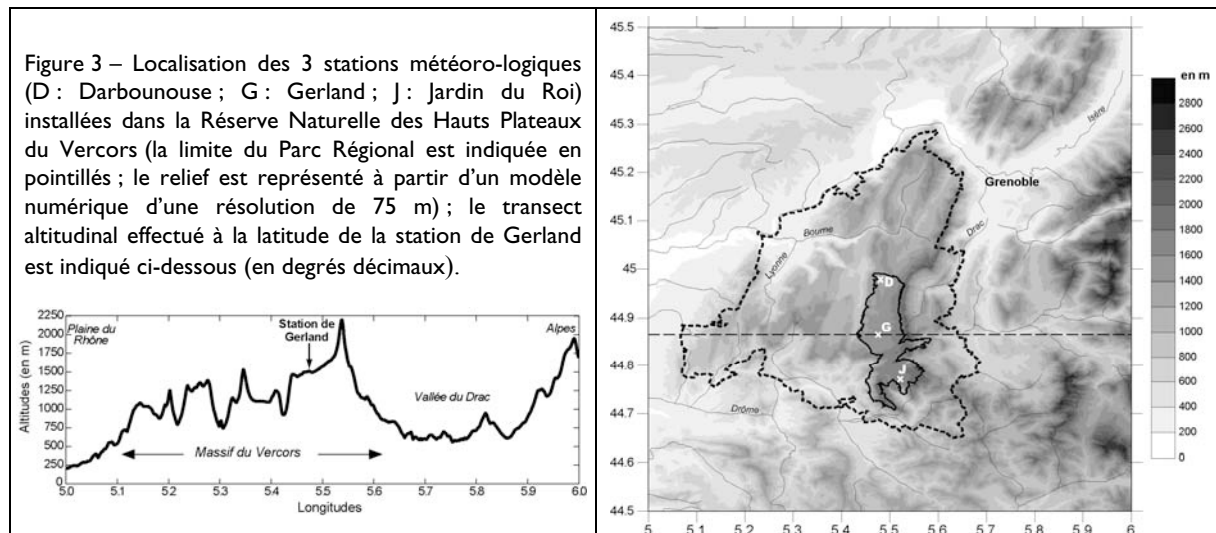 Figure 3 – Localisation des 3 stations météoro-logiques
(D : Darbounouse ; G : Gerland ; J : Jardin du Roi)
installées dans la Réserve Naturelle des Hauts Plateaux
du Vercors (la limite du Parc Régional est indiquée en
pointillés ; le relief est représenté à partir d’un modèle
numérique d’une résolution de 75 m) ; le transect
altitudinal effectué à la latitude de la station de Gerland
est indiqué ci-dessous (en degrés décimaux).
Altitudes (en m)
2250
2000
1750
1500
1250
1000
750
500
250
0
Plaine du
Rhône
Station de
Gerland
Alpes
Vallée du Drac
Massif du Vercors
5.0 5.1 5.2 5.3 5.4 5.5 5.6 5.7 5.8 5.9 6.0
Longitudes
45.5
45.4
45.3
45.2
45.1
45
44.9
44.8
44.7
44.6
44.5
Isère
Grenoble
Drac
Bourne
Lyonne
D
G
J
Drôme
5 5.1 5.2 5.3 5.4 5.5 5.6 5.7 5.8 5.9 6
en m
2800
2600
2400
2200
2000
1800
1600
1400
1200
1000
800
600
400
200
0